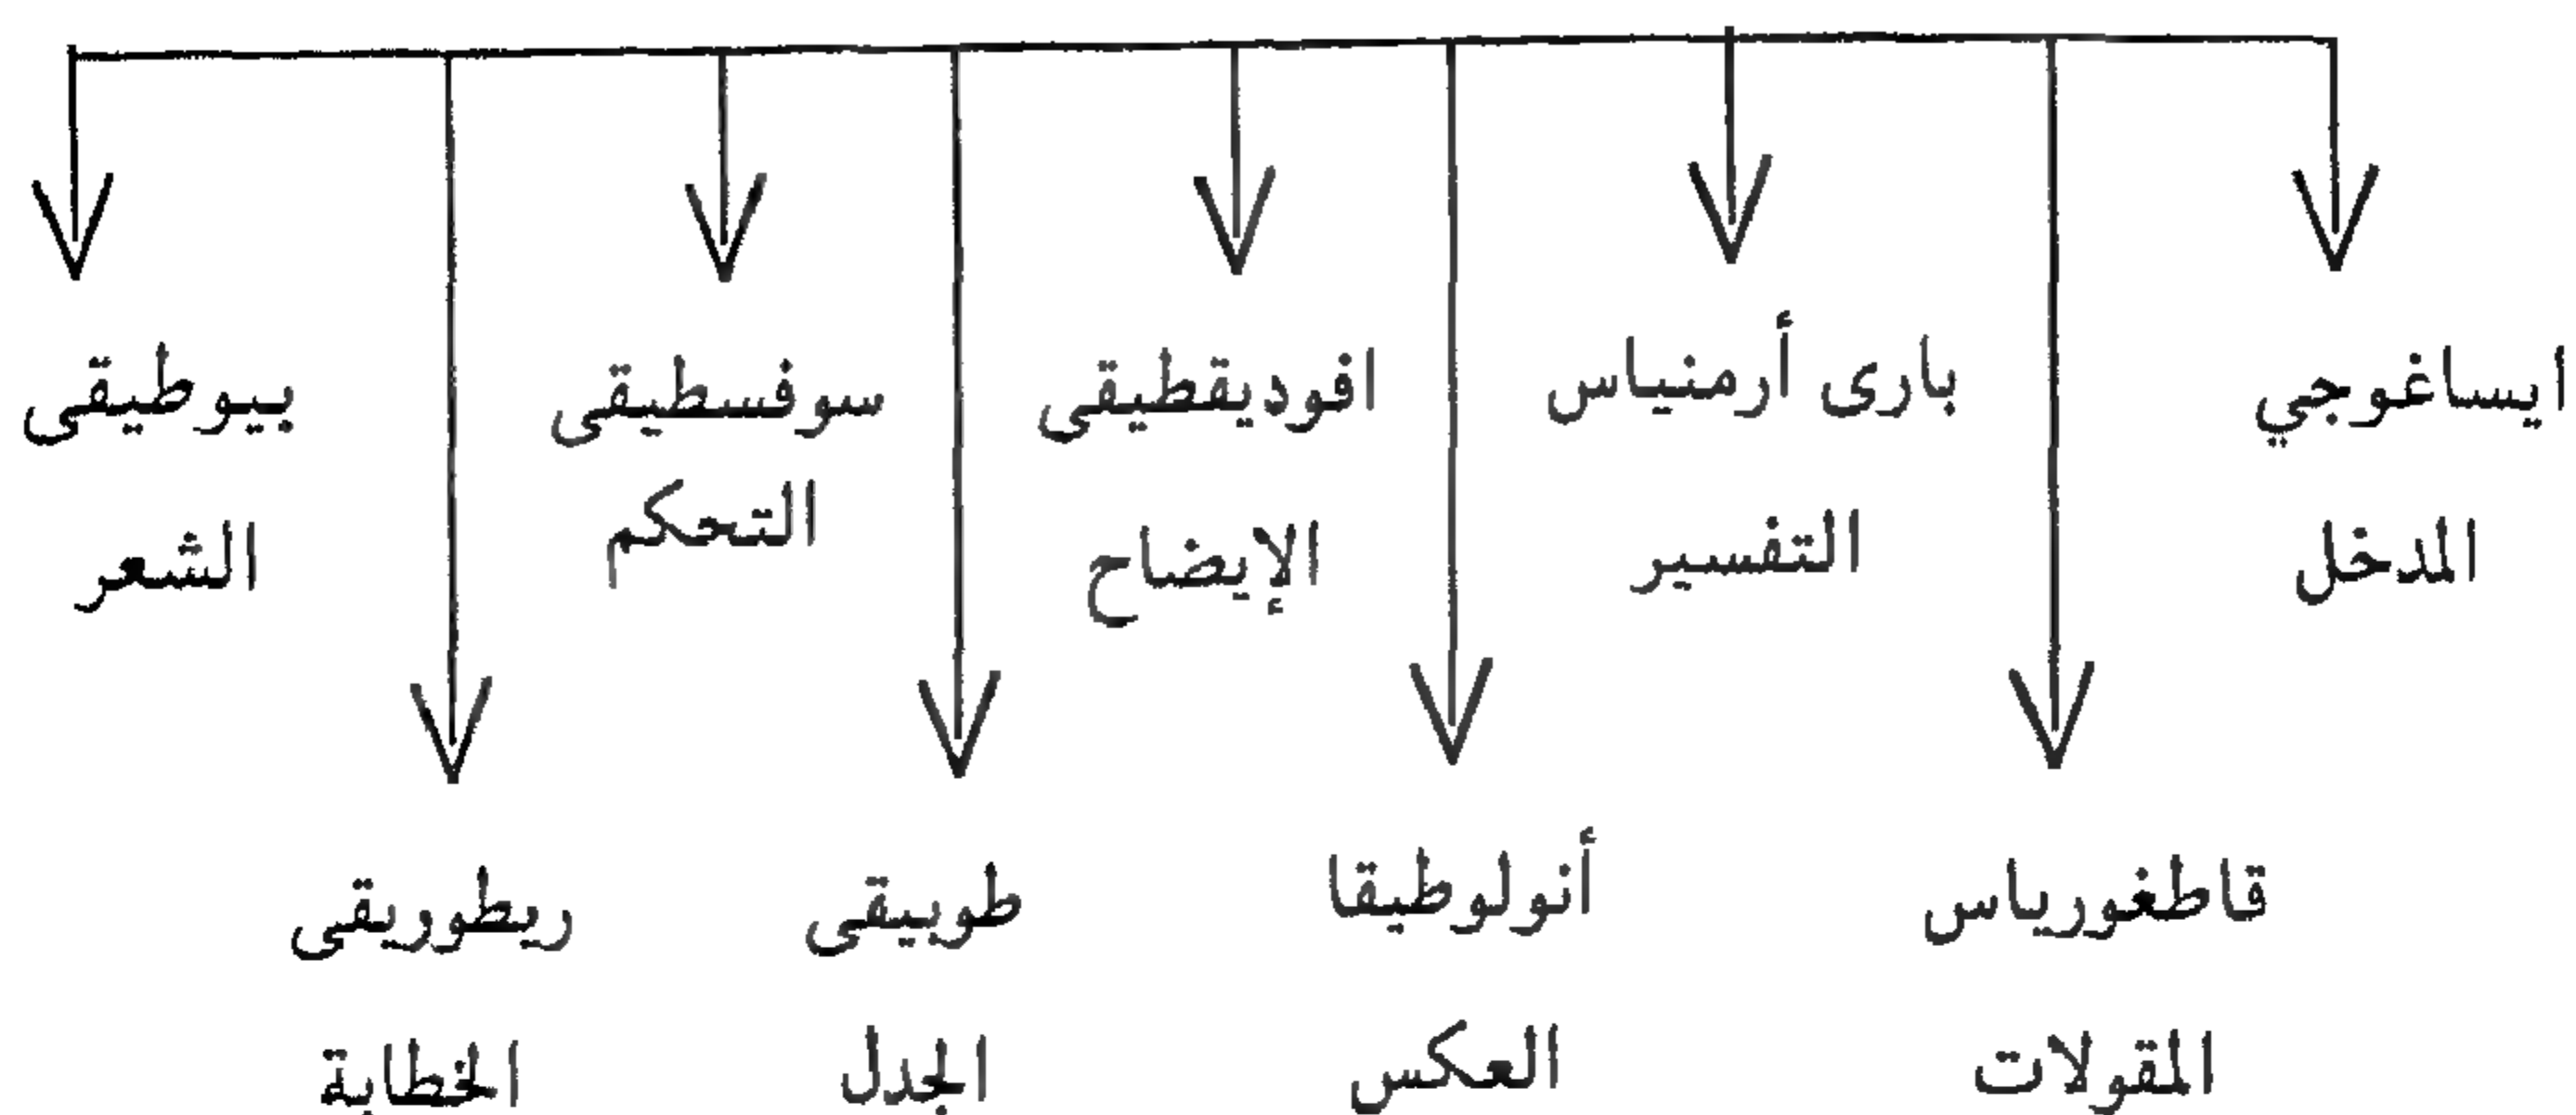 ايساغوجي
المدخل
قاطغورياس
المقولات
بارى أرمنياس
التفسير
أنولوطيقا
العكس
افوديقطيقى
الإيضاح
طوبيقى
الجدل
سوفسطيقى
التحكم
ريطوريقى
الخطابة
بيوطيقى
الشعر